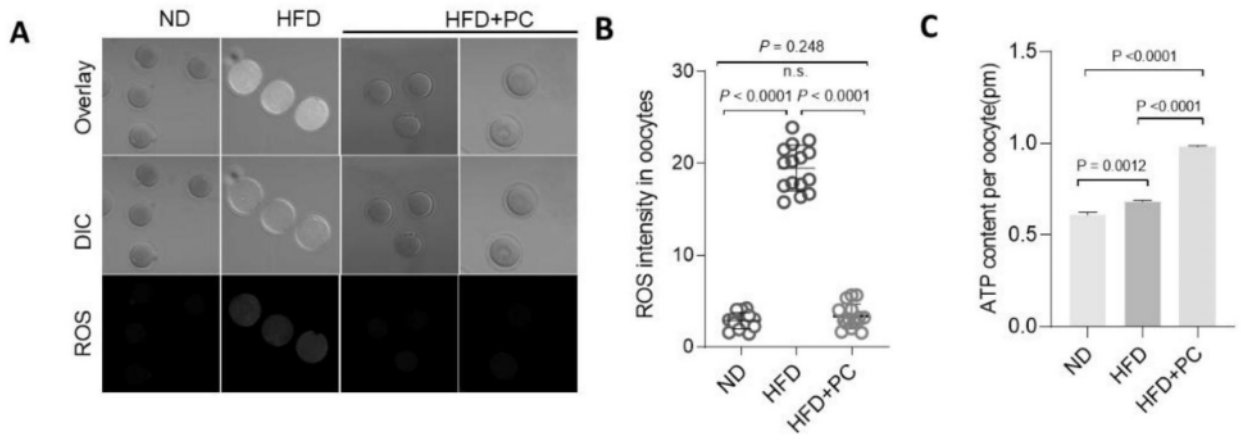 A
ND
HFD
HFD+PC
Overlay
DIC
ROS
B
P = 0.248
n.s.
P < 0.0001 P < 0.0001
ROS intensity in oocytes
30
20
10
0
ND
HFD
HFD+PC
C
P <0.0001
P <0.0001
P = 0.0012
ATP content per oocyte(pm)
1.5
1.0
0.5
0.0
ND
HFD
HFD+PC